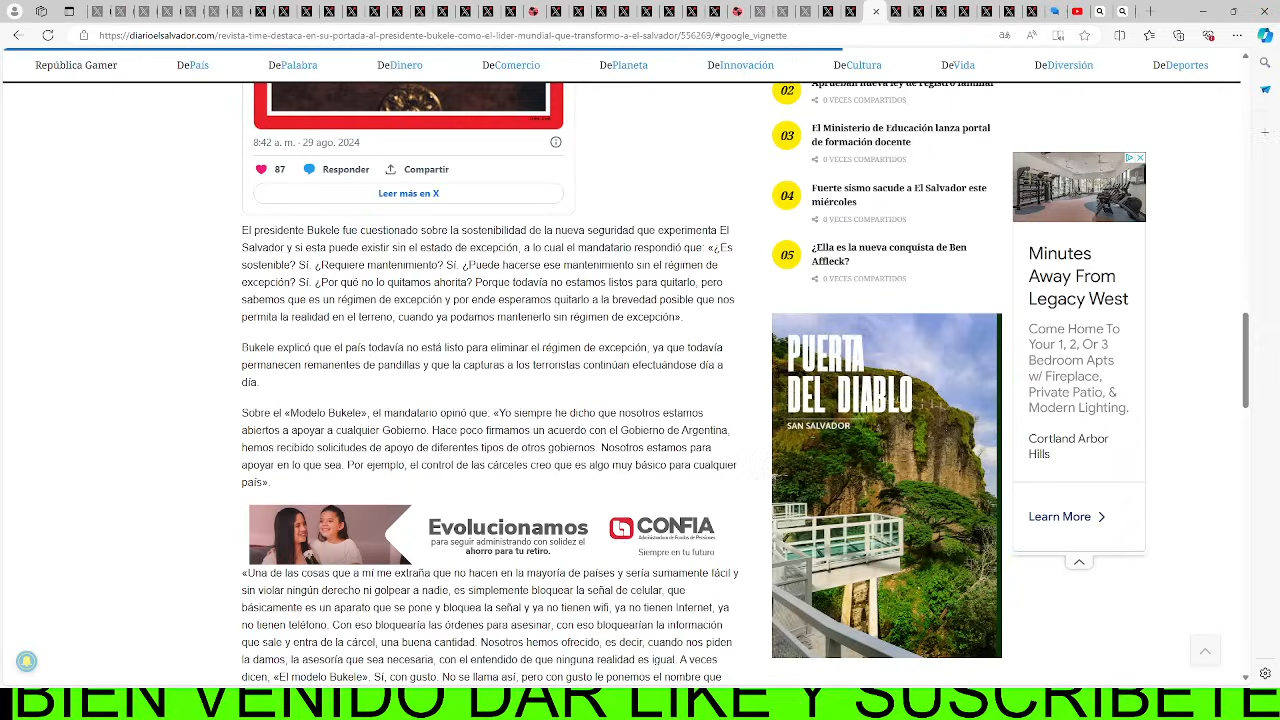 https://diarioelsalvador.com/revista-time-destaca-en-su-portada-al-presidente-bukele-como-el-lider-mundial-que-transformo-a-el-salvador/556269/#google_vignette
República Gamer
DePaís
DePalabra
DeDinero
DeComercio
DePlaneta
DeInnovación
DeCultura
DeVida
DeDiversión
DeDeportes
8:42 a. m. · 29 ago. 2024
87 Responder Compartir
Leer más en X
El presidente Bukele fue cuestionado sobre la sostenibilidad de la nueva seguridad que experimenta El
Salvador y si esta puede existir sin el estado de excepción, a lo cual el mandatario respondió que: «¿Es
sostenible? Sí. ¿Requiere mantenimiento? Sí. ¿Puede hacerse ese mantenimiento sin el régimen de
excepción? Sí. ¿Por qué no lo quitamos ahorita? Porque todavía no estamos listos para quitarlo, pero
sabemos que es un régimen de excepción y por ende esperamos quitarlo a la brevedad posible que nos
permita la realidad en el terreno, cuando ya podamos mantenerlo sin régimen de excepción».
Bukele explicó que el país todavía no está listo para eliminar el régimen de excepción, ya que todavía
permanecen remanentes de pandillas y que la capturas a los terroristas continúan efectuándose día a
día.
Sobre el «Modelo Bukele», el mandatario opinó que: «Yo siempre he dicho que nosotros estamos
abiertos a apoyar a cualquier Gobierno. Hace poco firmamos un acuerdo con el Gobierno de Argentina,
hemos recibido solicitudes de apoyo de diferentes tipos de otros gobiernos. Nosotros estamos para
apoyar en lo que sea. Por ejemplo, el control de las cárceles creo que es algo muy básico para cualquier
país».
Evolucionamos
para seguir administrando con solidez el
ahorro para tu retiro.
CONFIA
Administradora de Fondos de Pensiones
Siempre en tu futuro
«Una de las cosas que a mí me extraña que no hacen en la mayoría de países y sería sumamente fácil y
sin violar ningún derecho ni golpear a nadie, es simplemente bloquear la señal de celular, que
básicamente es un aparato que se pone y bloquea la señal y ya no tienen wifi, ya no tienen Internet, ya
no tienen teléfono. Con eso bloquearías las órdenes para asesinar, con eso bloquearían la información
que sale y entra de la cárcel, una buena cantidad. Nosotros hemos ofrecido, es decir, cuando nos piden
la damos, la asesoría que sea necesaria, con el entendido de que ninguna realidad es igual. A veces
dicen, «El modelo Bukele». Sí, con gusto. No se llama así, pero con gusto le ponemos el nombre que
02 Aprueban nueva ley de registro familiar
0 VECES COMPARTIDOS
03 El Ministerio de Educación lanza portal
de formación docente
0 VECES COMPARTIDOS
04 Fuerte sismo sacude a El Salvador este
miércoles
0 VECES COMPARTIDOS
05 ¿Ella es la nueva conquista de Ben
Affleck?
0 VECES COMPARTIDOS
PUERTA
DEL DIABLO
SAN SALVADOR
Minutes
Away From
Legacy West
Come Home To
Your 1, 2, Or 3
Bedroom Apts
w/ Fireplace,
Private Patio, &
Modern Lighting.
Cortland Arbor
Hills
Learn More
BIEN VENIDO DAR LIKE Y SUSCRIBETE